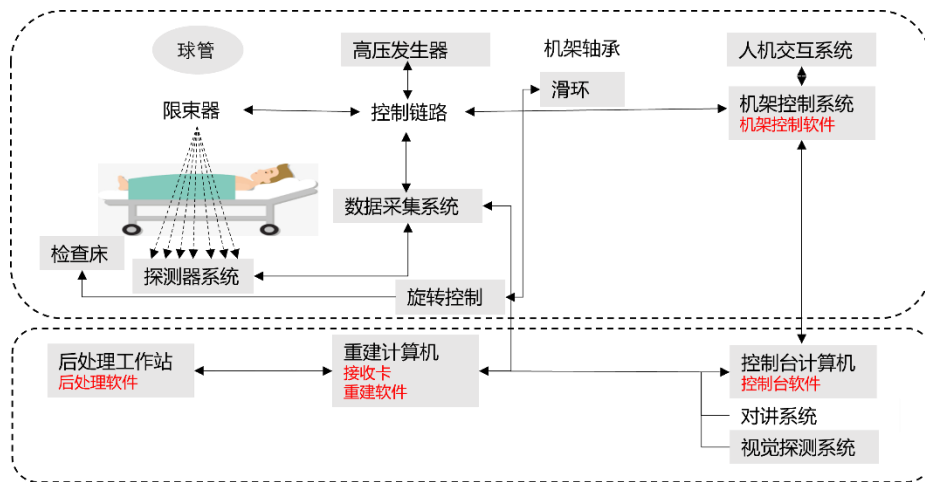 球管
高压发生器
机架轴承
人机交互系统
滑环
限束器
控制链路
机架控制系统
机架控制软件
数据采集系统
检查床
探测器系统
旋转控制
后处理工作站
后处理软件
重建计算机
接收卡
重建软件
控制台计算机
控制台软件
对讲系统
视觉探测系统